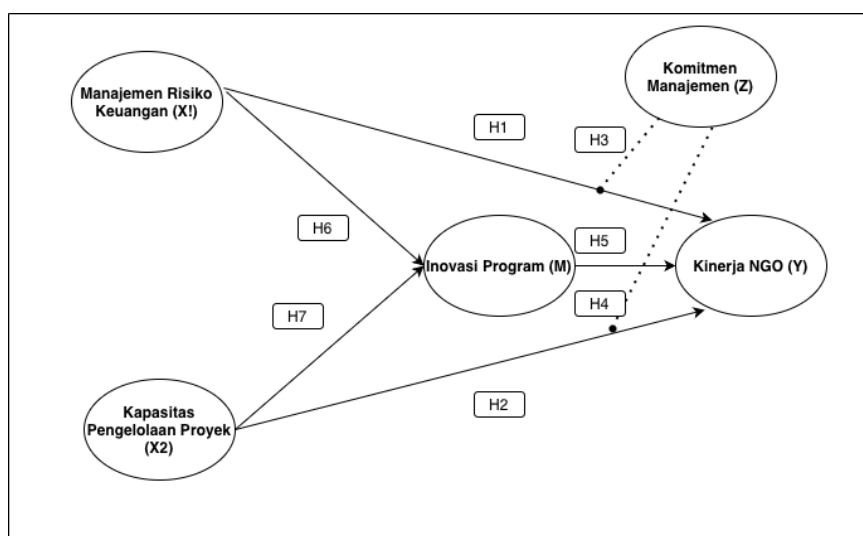 Manajemen Risiko
Keuangan (X!)
Komitmen
Manajemen (Z)
H1
H3
H6
Inovasi Program (M)
H5
Kinerja NGO (Y)
H7
H4
H2
Kapasitas
Pengelolaan Proyek
(X2)